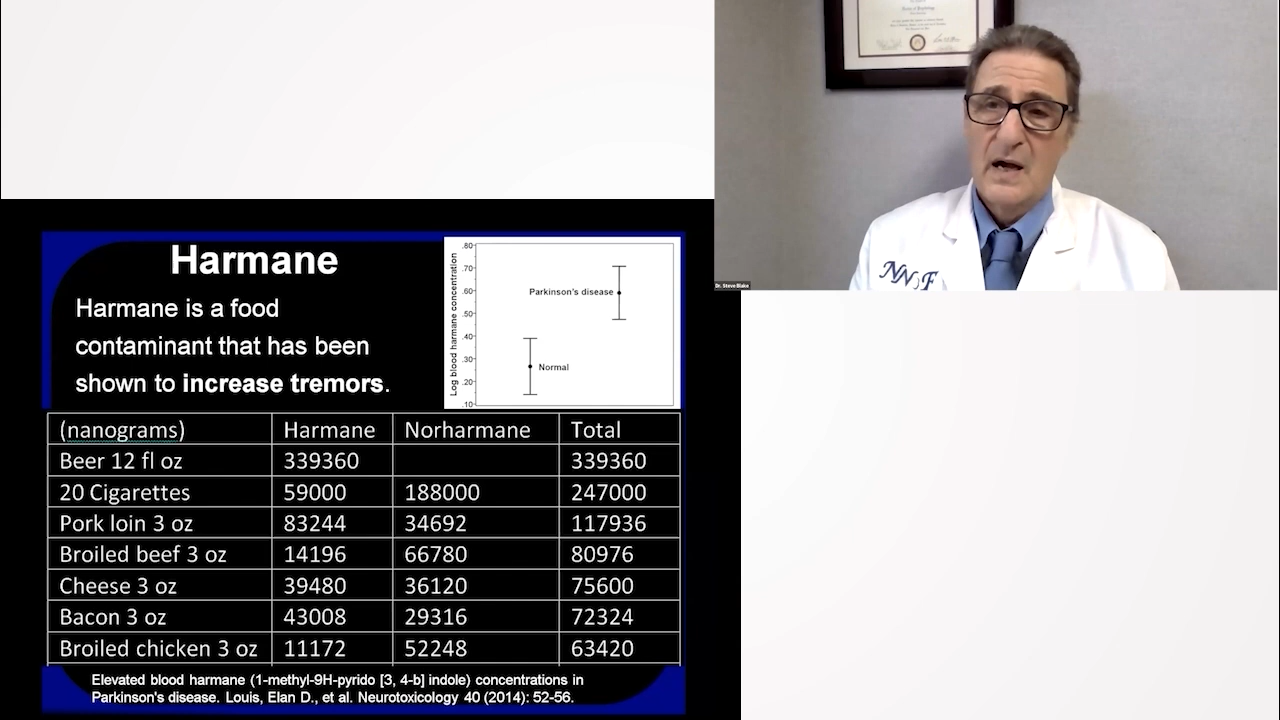 Harmane
Harmane is a food
contaminant that has been
shown to increase tremors.
Log blood harmane concentration
.80
.70
.60
.50
.40
.30
.20
.10
Parkinson's disease
Normal
(nanograms) Harmane Norharmane Total
Beer 12 fl oz 339360 339360
20 Cigarettes 59000 188000 247000
Pork loin 3 oz 83244 34692 117936
Broiled beef 3 oz 14196 66780 80976
Cheese 3 oz 39480 36120 75600
Bacon 3 oz 43008 29316 72324
Broiled chicken 3 oz 11172 52248 63420
Elevated blood harmane (1-methyl-9H-pyrido [3, 4-b] indole) concentrations in
Parkinson's disease. Louis, Elan D., et al. Neurotoxicology 40 (2014): 52-56.
Dr. Steve Blake